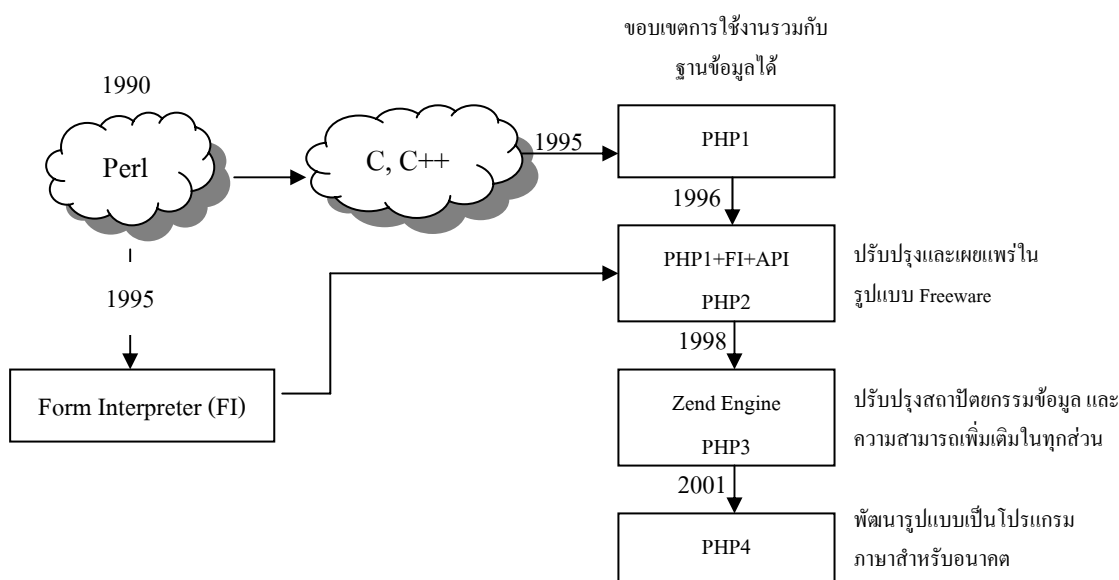 ขอบเขตการใช้งานรวมกับ
ฐานข้อมูลได้
1990
Perl
C, C++
1995
PHP1
1996
PHP1+FI+API
PHP2
ปรับปรุงและเผยแพร่ใน
รูปแบบ Freeware
1995
1998
Form Interpreter (FI)
Zend Engine
PHP3
ปรับปรุงสถาปัตยกรรมข้อมูล และ
ความสามารถเพิ่มเติมในทุกส่วน
2001
PHP4
พัฒนารูปแบบเป็นโปรแกรม
ภาษาสำหรับอนาคต